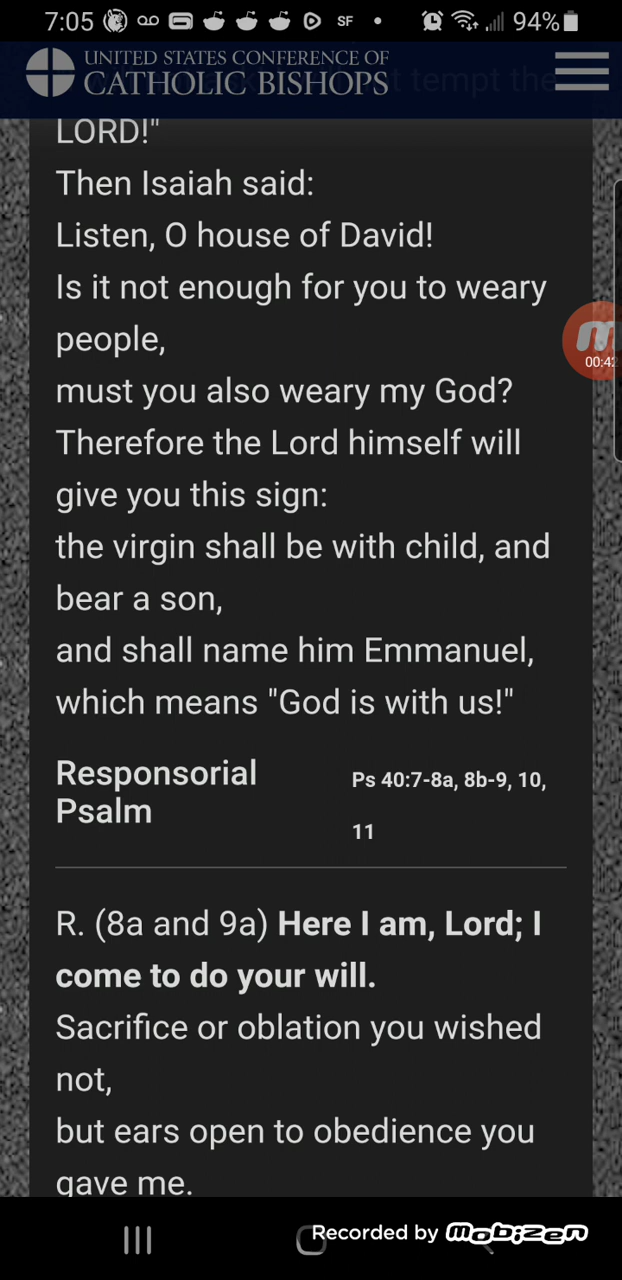 7:05 SF 94%
UNITED STATES CONFERENCE OF
CATHOLIC BISHOPS
tempt the
LORD!"
Then Isaiah said:
Listen, O house of David!
Is it not enough for you to weary
people,
must you also weary my God?
Therefore the Lord himself will
give you this sign:
the virgin shall be with child, and
bear a son,
and shall name him Emmanuel,
which means "God is with us!"
Responsorial
Psalm
Ps 40:7-8a, 8b-9, 10,
11
R. (8a and 9a) Here I am, Lord; I
come to do your will.
Sacrifice or oblation you wished
not,
but ears open to obedience you
gave me.
00:42
Recorded by Mobizen